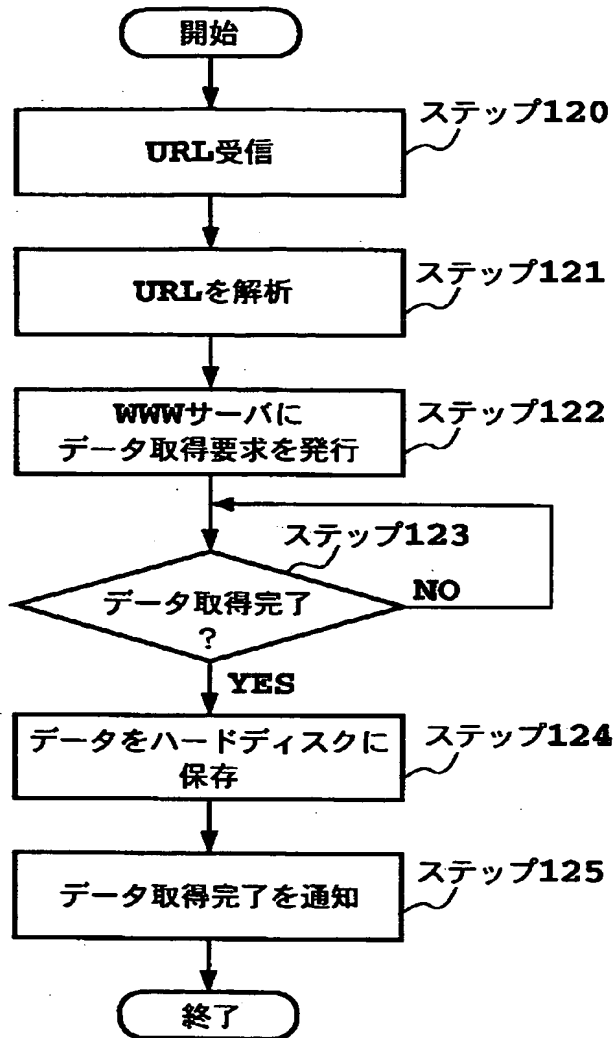 開始
ステップ120
URL受信
ステップ121
URLを解析
ステップ122
WWWサーバに
データ取得要求を発行
ステップ123
データ取得完了
?
NO
YES
ステップ124
データをハードディスクに
保存
ステップ125
データ取得完了を通知
終了